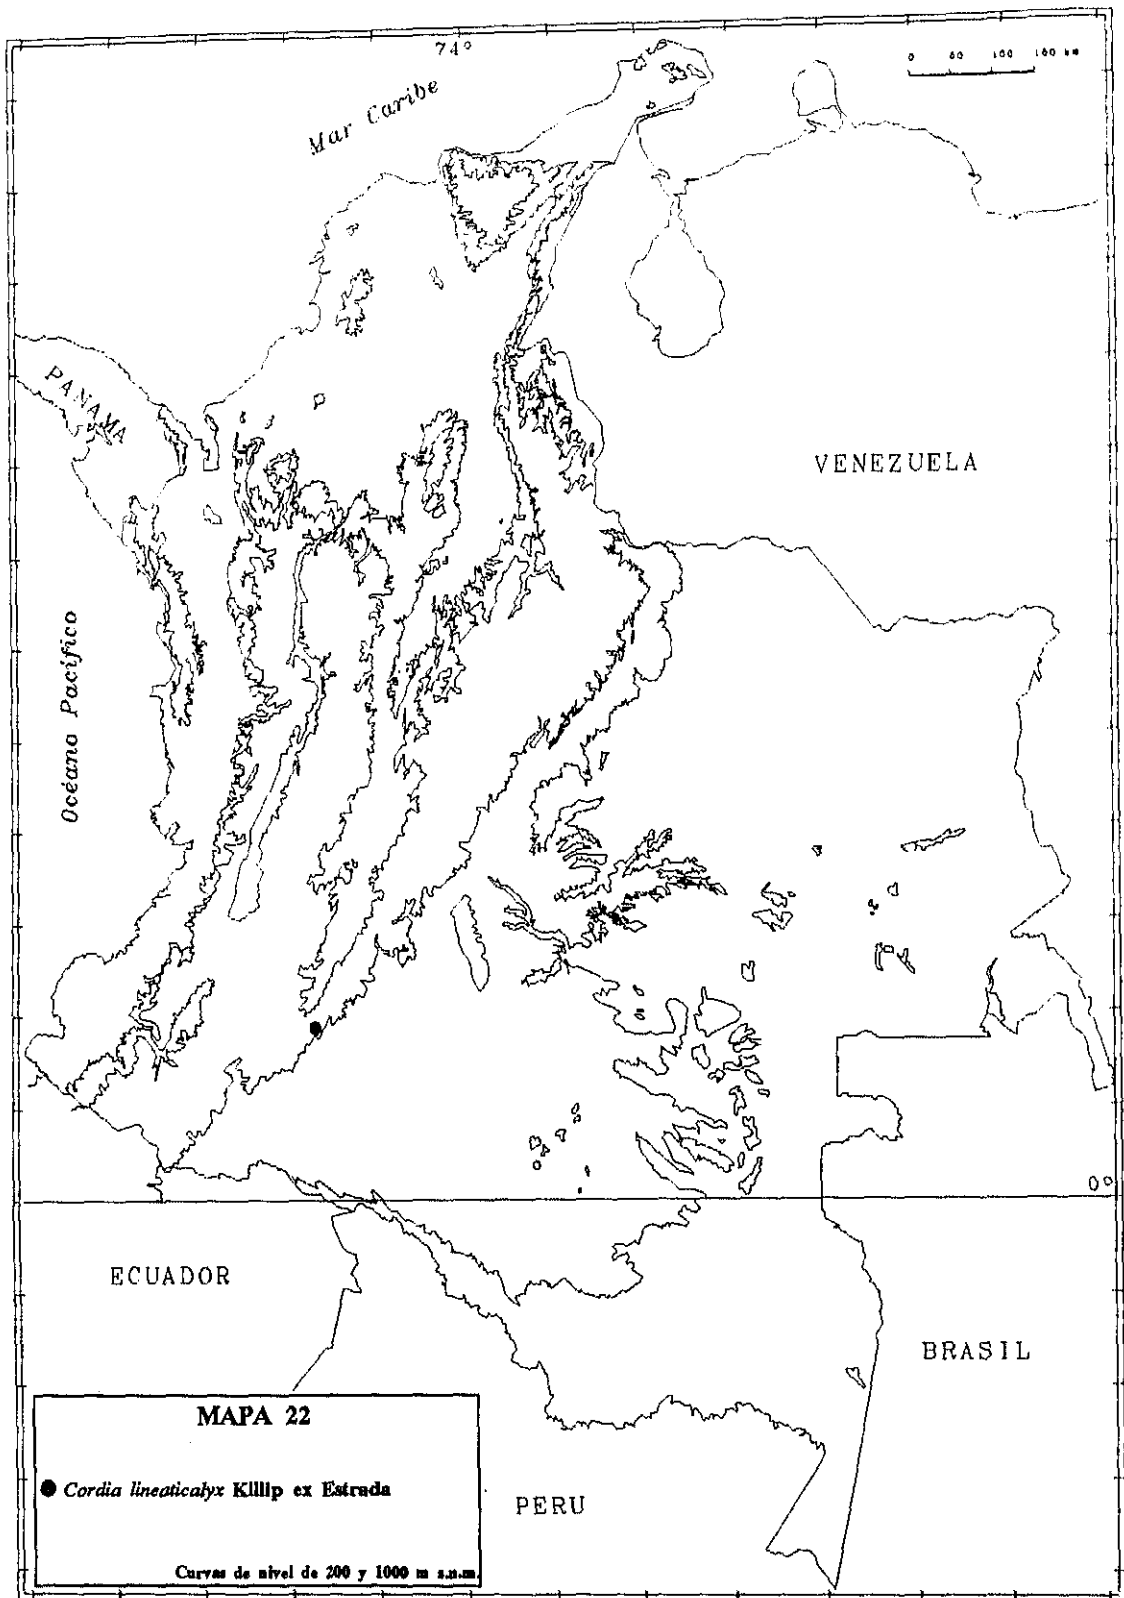 74°
0 50 100 150 km
Mar Caribe
PANAMA
VENEZUELA
Océano Pacífico
0°
ECUADOR
BRASIL
PERU
MAPA 22
Cordia lineaticalyx Killip ex Estrada
Curvas de nivel de 200 y 1000 m s.n.m.